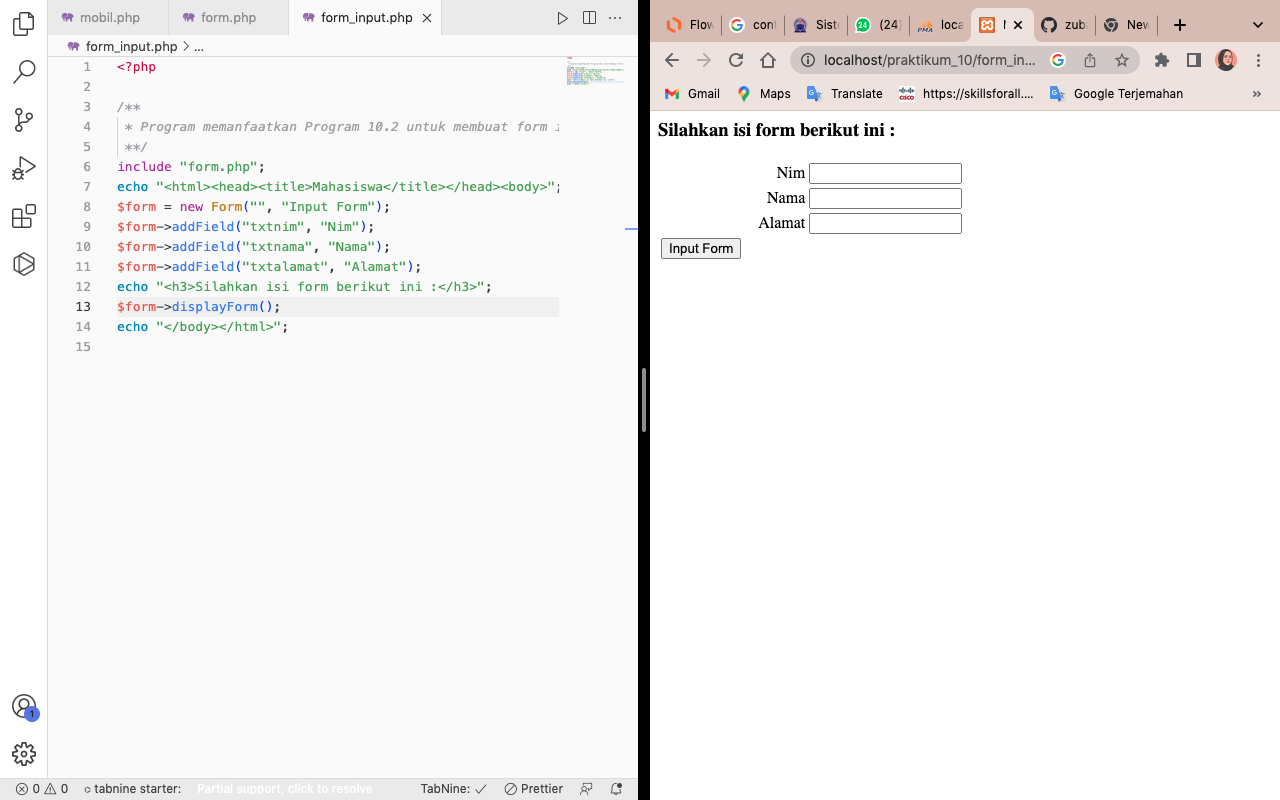 mobil.php form.php form_input.php
form_input.php > ...
1 <?php
2
3 /**
4 * Program memanfaatkan Program 10.2 untuk membuat form
5 **/
6 include "form.php";
7 echo "<html><head><title>Mahasiswa</title></head><body>";
8 $form = new Form("", "Input Form");
9 $form->addField("txtnim", "Nim");
10 $form->addField("txtnama", "Nama");
11 $form->addField("txtalamat", "Alamat");
12 echo "<h3>Silahkan isi form berikut ini :</h3>";
13 $form->displayForm();
14 echo "</body></html>";
15
1
0 0 tabnine starter: Partial support, click to resolve TabNine: Prettier
Flow con Siste 24 (24) PMA loca zub New
localhost/praktikum_10/form_in...
Gmail Maps Translate CISCO https://skillsforall.... Google Terjemahan »
Silahkan isi form berikut ini :
Nim
Nama
Alamat
Input Form